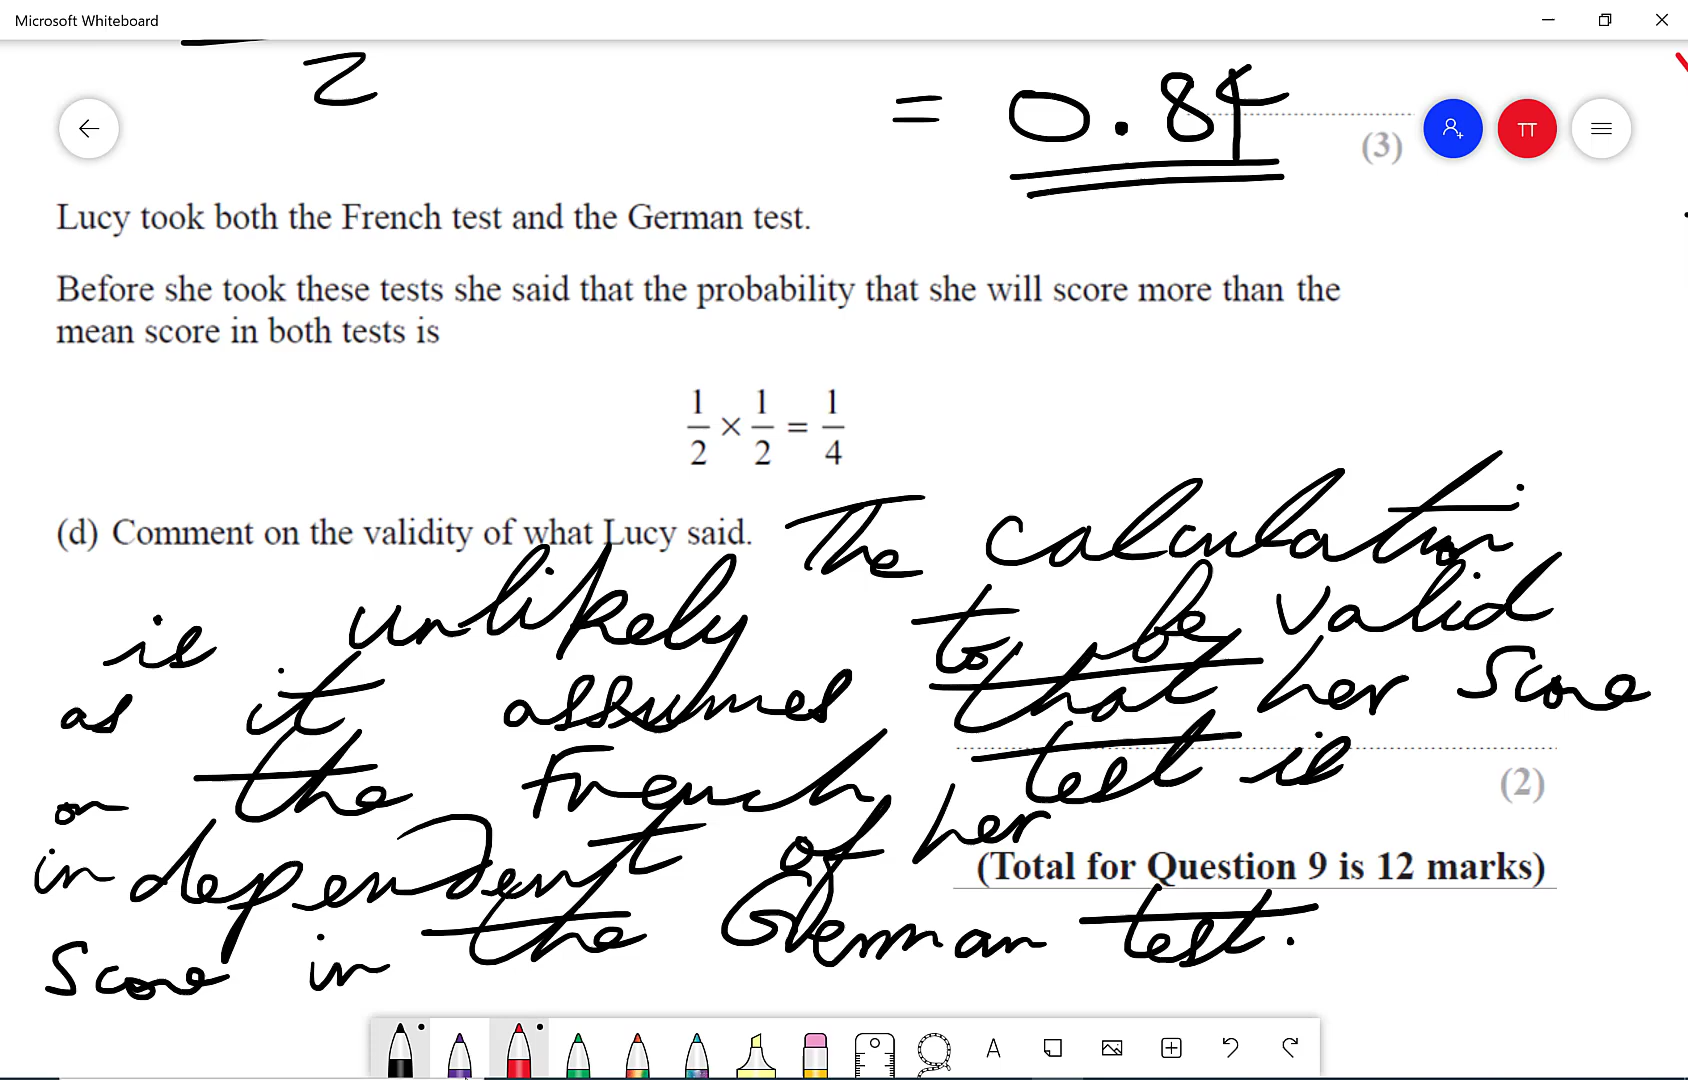 Microsoft Whiteboard
2
= 0.84
(3)
TT
Lucy took both the French test and the German test.
Before she took these tests she said that the probability that she will score more than the
mean score in both tests is
1/2 × 1/2 = 1/4
(d) Comment on the validity of what Lucy said. The calculation
is unlikely to be valid
as it assumes that her score
on the French test is
(2)
independent of her
(Total for Question 9 is 12 marks)
score in the German test.
A